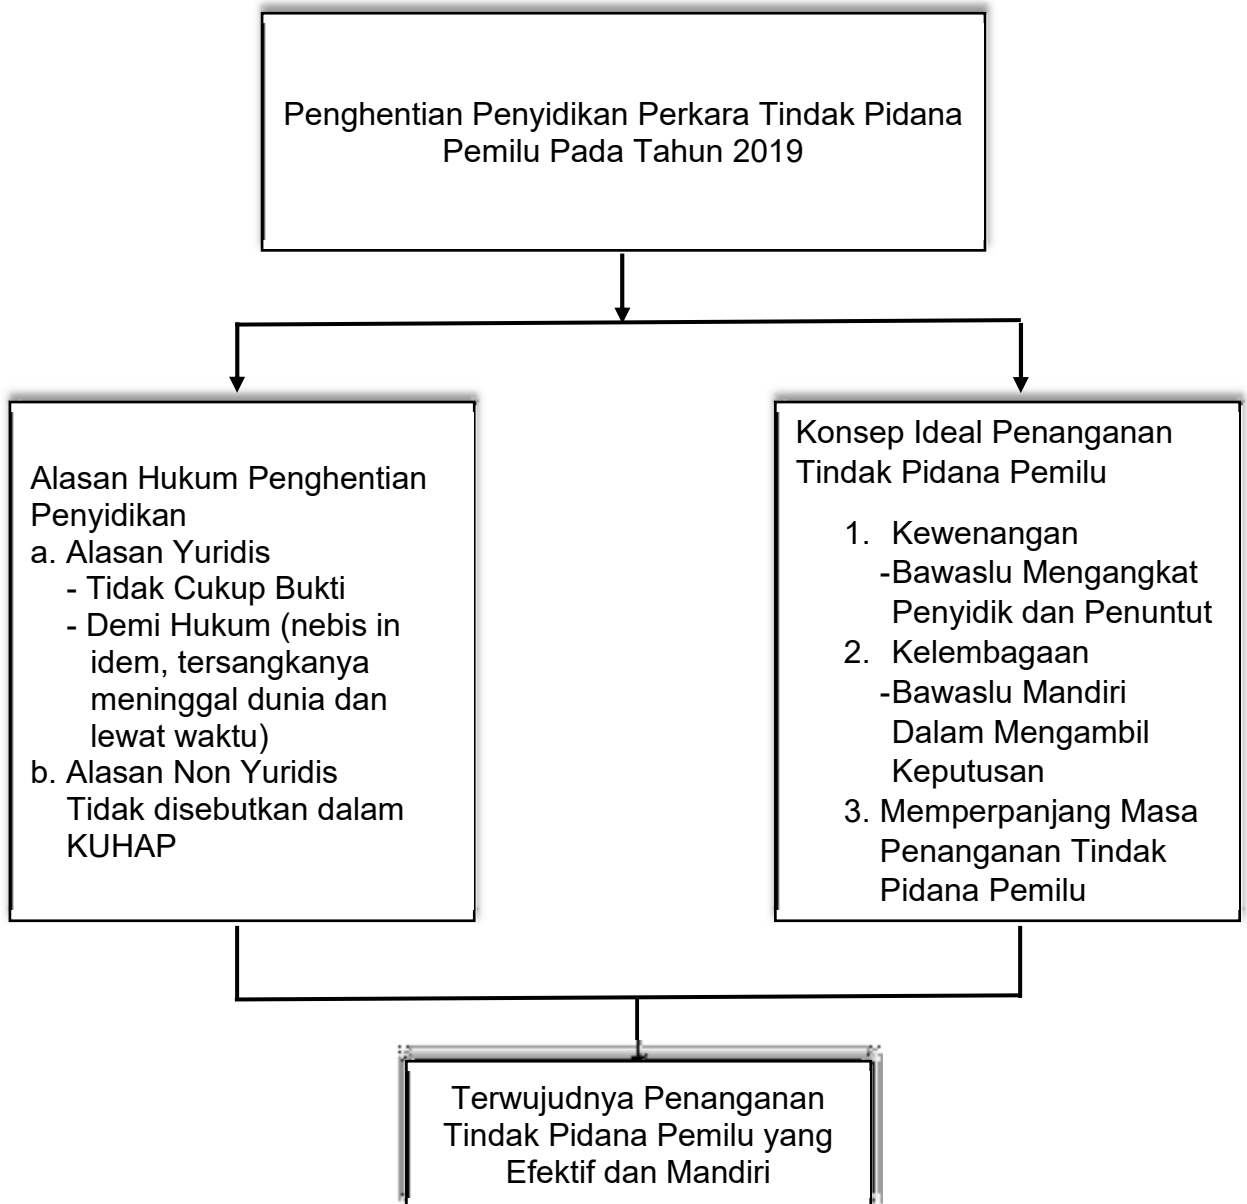 Penghentian Penyidikan Perkara Tindak Pidana
Pemilu Pada Tahun 2019
Alasan Hukum Penghentian
Penyidikan
a. Alasan Yuridis
- Tidak Cukup Bukti
- Demi Hukum (nebis in
idem, tersangkanya
meninggal dunia dan
lewat waktu)
b. Alasan Non Yuridis
Tidak disebutkan dalam
KUHAP
Konsep Ideal Penanganan
Tindak Pidana Pemilu
1. Kewenangan
-Bawaslu Mengangkat
Penyidik dan Penuntut
2. Kelembagaan
-Bawaslu Mandiri
Dalam Mengambil
Keputusan
3. Memperpanjang Masa
Penanganan Tindak
Pidana Pemilu
Terwujudnya Penanganan
Tindak Pidana Pemilu yang
Efektif dan Mandiri